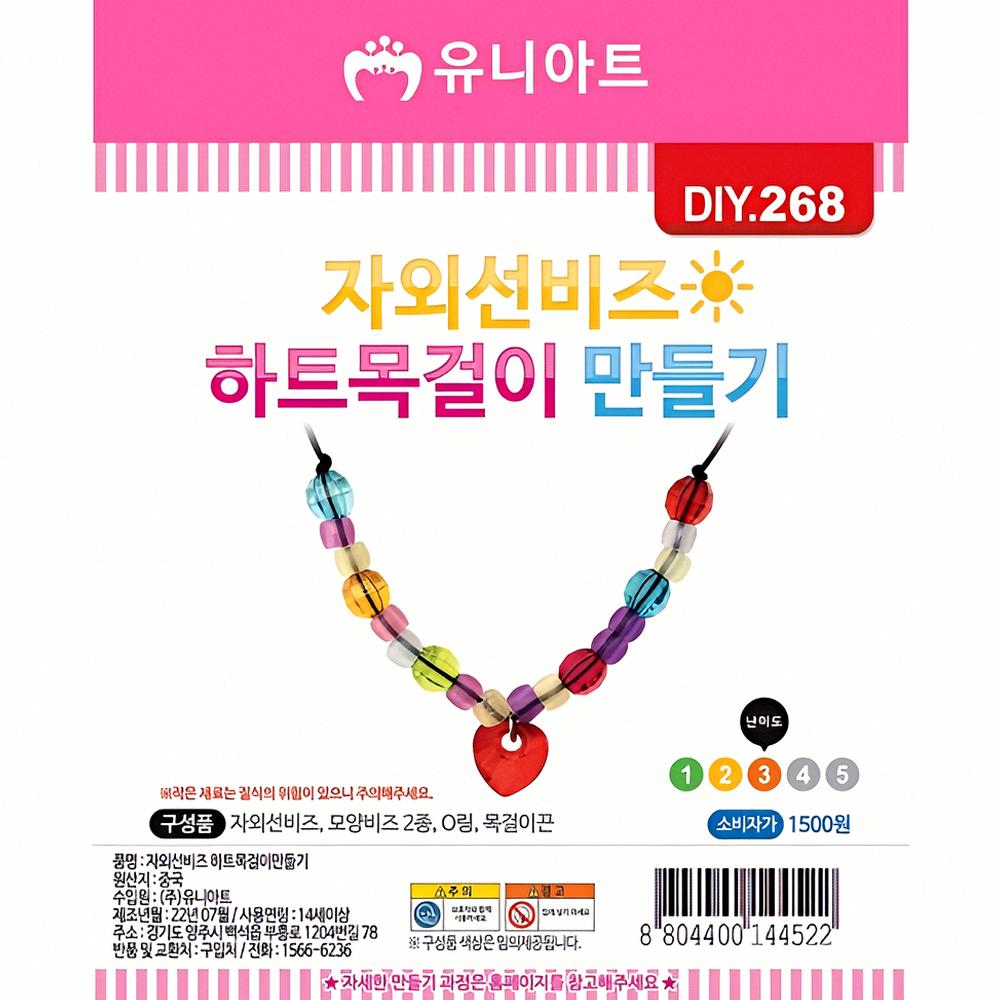 유니아트
DIY.268
자외선비즈
하트목걸이 만들기
난이도
1 2 3 4 5
※작은 재료는 질식의 위험이 있으니 주의해주세요.
구성품 자외선비즈, 모양비즈 2종, O링, 목걸이끈
소비자가 1500원
품명 : 자외선비즈 하트목걸이만들기
원산지 : 중국
수입원 : (주)유니아트
제조년월 : 22년 07월 / 사용연령 : 14세이상
주소 : 경기도 양주시 백석읍 부흥로 1204번길 78
반품 및 교환처 : 구입처 / 전화 : 1566-6236
주의
경고
※ 구성품 색상은 임의제공됩니다.
8 804400 144522
★자세한 만들기 과정은 홈페이지를 참고해주세요★